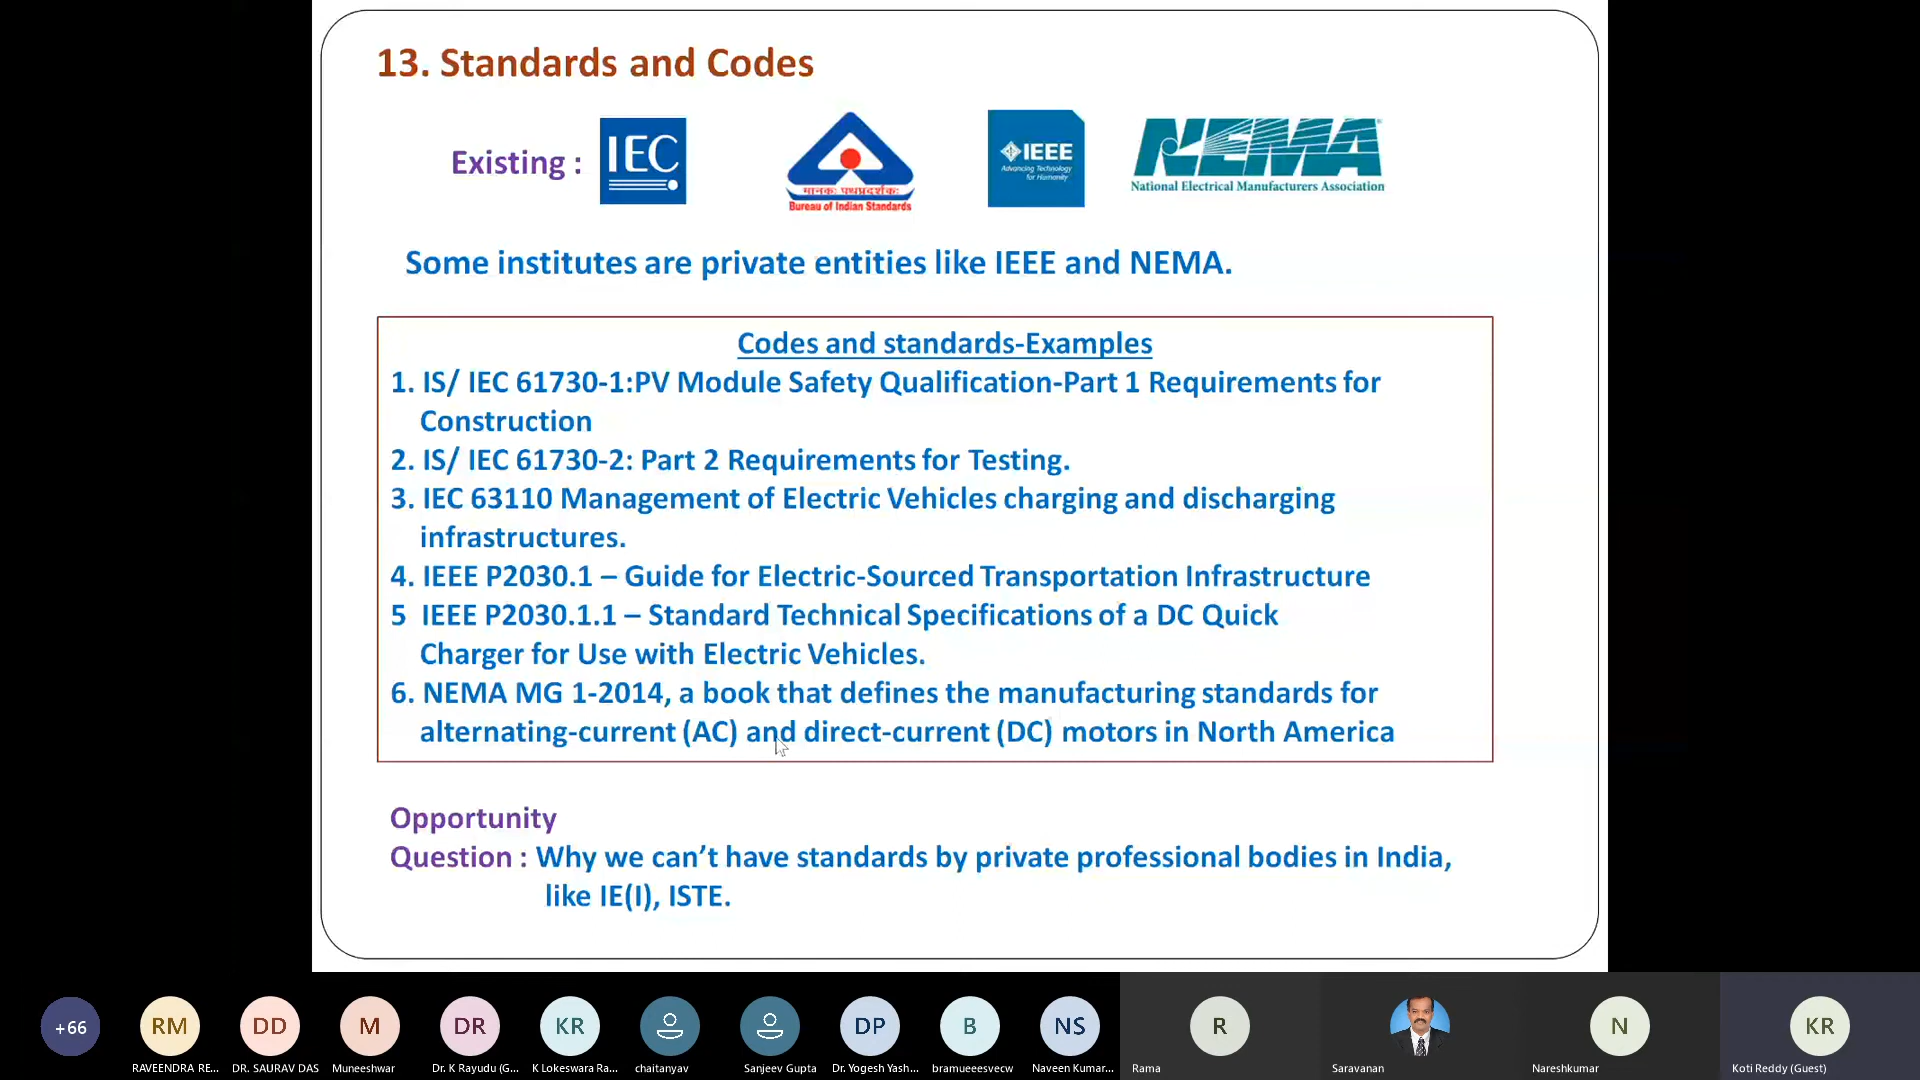 13. Standards and Codes
Existing :
IEC
मानकः पथप्रदर्शकः
Bureau of Indian Standards
IEEE
Advancing Technology
for Humanity
NEMA
National Electrical Manufacturers Association
Some institutes are private entities like IEEE and NEMA.
Codes and standards-Examples
1. IS/ IEC 61730-1:PV Module Safety Qualification-Part 1 Requirements for
Construction
2. IS/ IEC 61730-2: Part 2 Requirements for Testing.
3. IEC 63110 Management of Electric Vehicles charging and discharging
infrastructures.
4. IEEE P2030.1 – Guide for Electric-Sourced Transportation Infrastructure
5 IEEE P2030.1.1 – Standard Technical Specifications of a DC Quick
Charger for Use with Electric Vehicles.
6. NEMA MG 1-2014, a book that defines the manufacturing standards for
alternating-current (AC) and direct-current (DC) motors in North America
Opportunity
Question : Why we can't have standards by private professional bodies in India,
like IE(I), ISTE.
+66 RM DD M DR KR DP B NS R N KR
RAVEENDRA RE... DR. SAURAV DAS Muneeshwar Dr. K Rayudu (G... K Lokeswara Ra... chaitanyav Sanjeev Gupta Dr. Yogesh Yash... bramueeesvecw Naveen Kumar... Rama Saravanan Nareshkumar Koti Reddy (Guest)